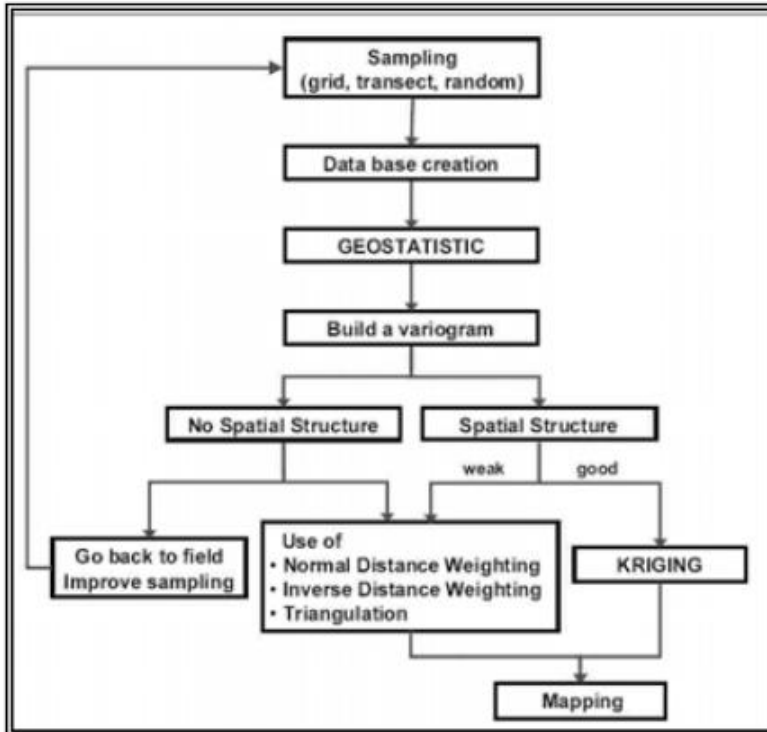 Sampling
(grid, transect, random)
Data base creation
GEOSTATISTIC
Build a variogram
No Spatial Structure
Spatial Structure
weak
good
Go back to field
Improve sampling
Use of
• Normal Distance Weighting
• Inverse Distance Weighting
• Triangulation
KRIGING
Mapping